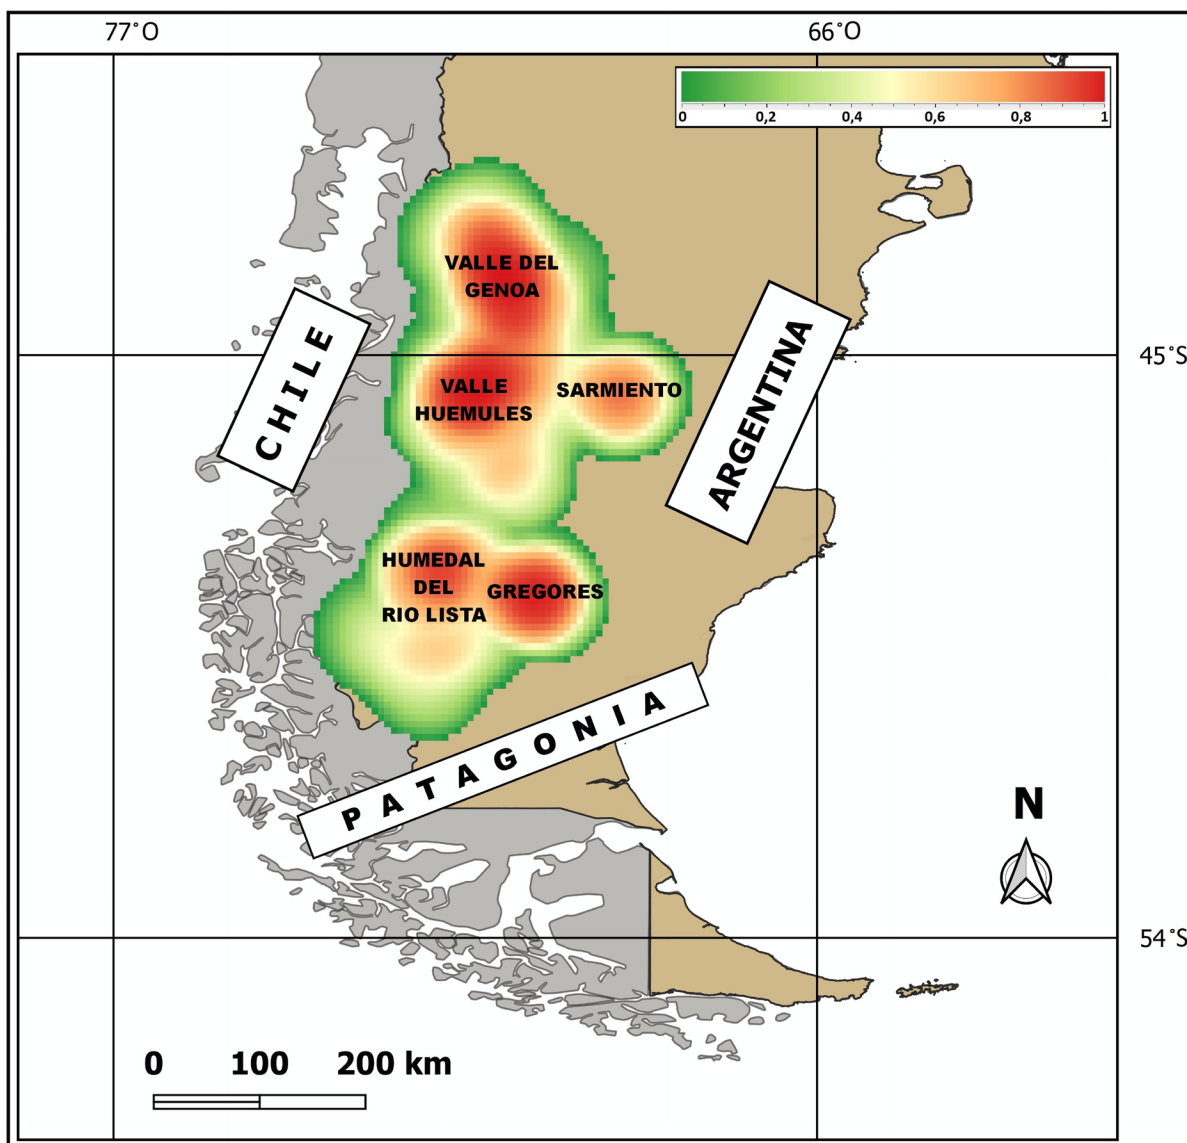 77˚O
66˚O
0 0,2 0,4 0,6 0,8 1
VALLE DEL
GENOA
45˚S
CHILE
ARGENTINA
VALLE
HUEMULES
SARMIENTO
HUMEDAL
DEL
RIO LISTA
GREGORES
PATAGONIA
N
54˚S
0 100 200 km